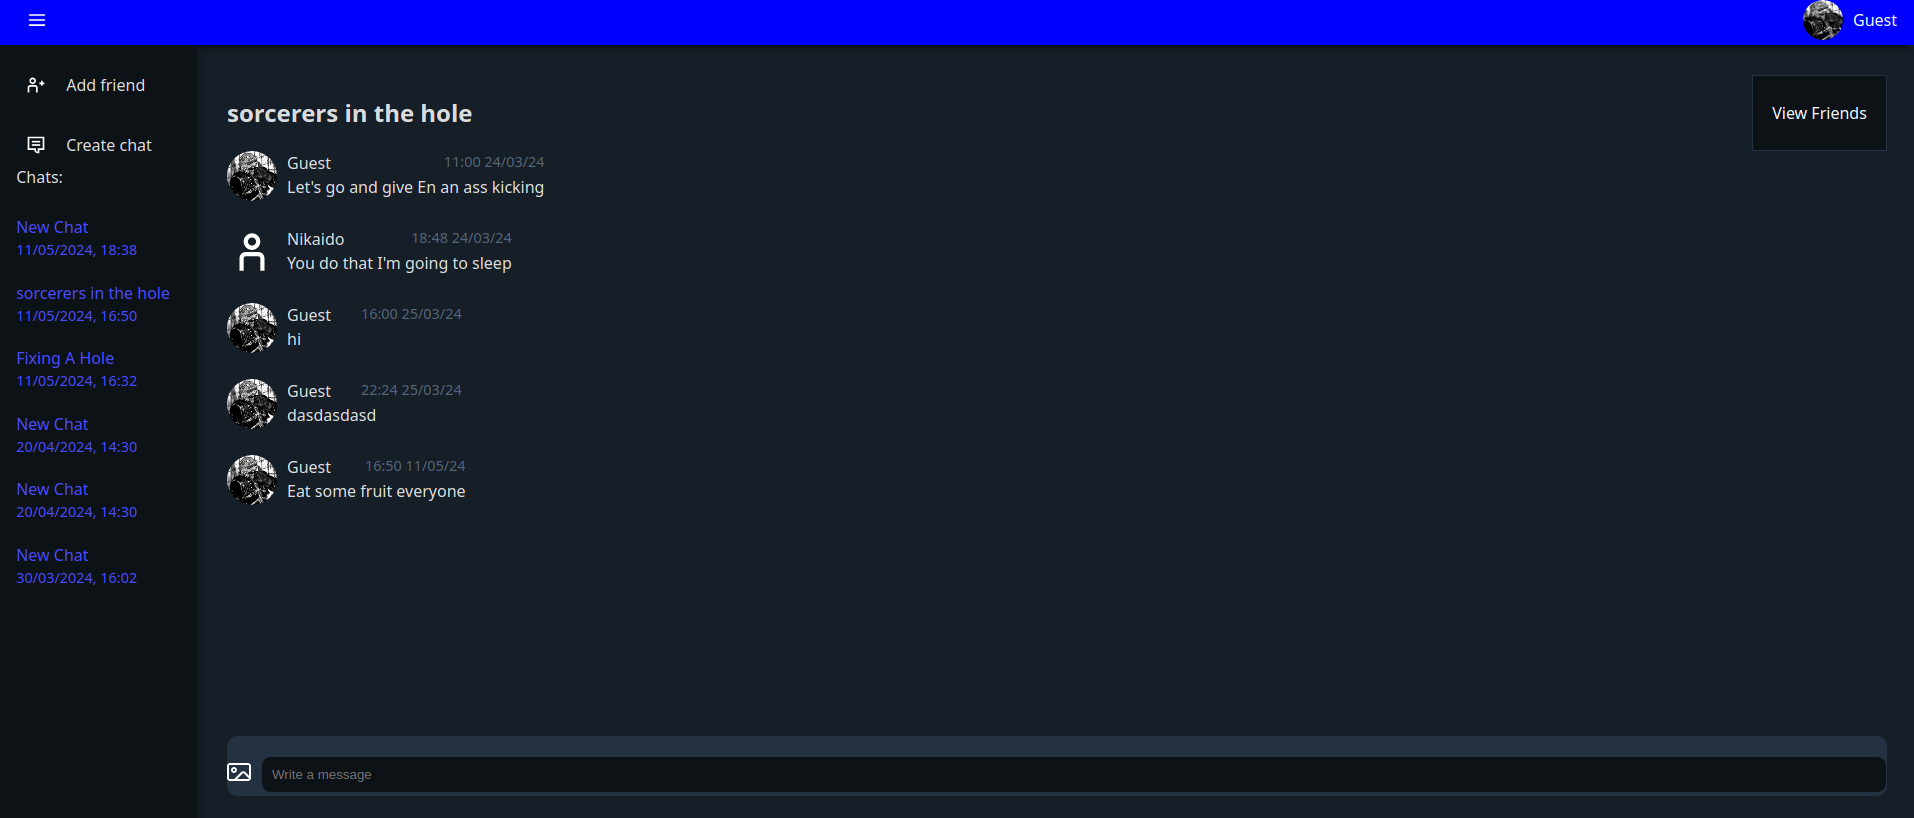 Guest
Add friend
Create chat
Chats:
New Chat
11/05/2024, 18:38
sorcerers in the hole
11/05/2024, 16:50
Fixing A Hole
11/05/2024, 16:32
New Chat
20/04/2024, 14:30
New Chat
20/04/2024, 14:30
New Chat
30/03/2024, 16:02
sorcerers in the hole
View Friends
Guest 11:00 24/03/24
Let's go and give En an ass kicking
Nikaido 18:48 24/03/24
You do that I'm going to sleep
Guest 16:00 25/03/24
hi
Guest 22:24 25/03/24
dasdasdasd
Guest 16:50 11/05/24
Eat some fruit everyone
Write a message